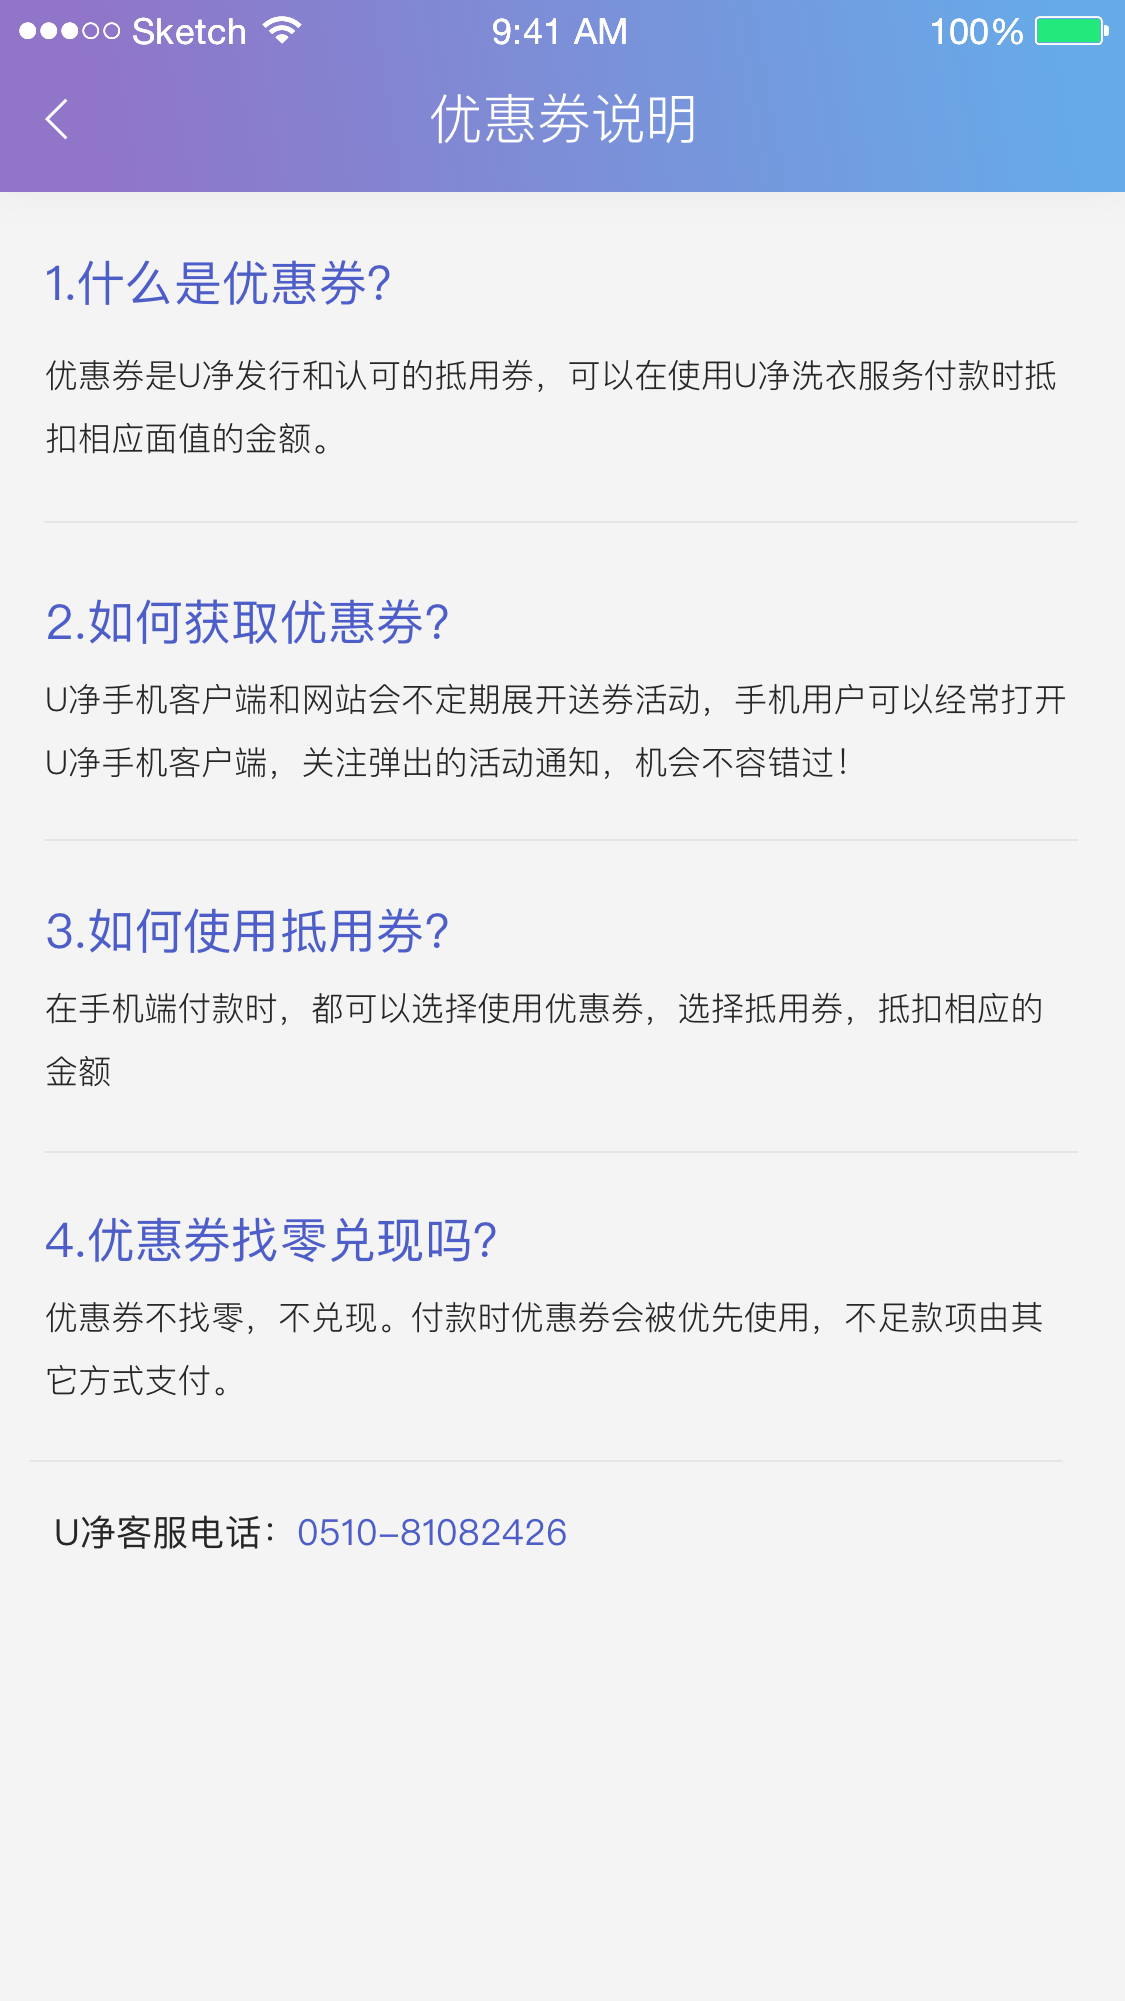 Sketch 9:41 AM 100%
优惠券说明
1.什么是优惠券?
优惠券是U净发行和认可的抵用券，可以在使用U净洗衣服务付款时抵
扣相应面值的金额。
2.如何获取优惠券?
U净手机客户端和网站会不定期展开送券活动，手机用户可以经常打开
U净手机客户端，关注弹出的活动通知，机会不容错过！
3.如何使用抵用券?
在手机端付款时，都可以选择使用优惠券，选择抵用券，抵扣相应的
金额
4.优惠券找零兑现吗?
优惠券不找零，不兑现。付款时优惠券会被优先使用，不足款项由其
它方式支付。
U净客服电话：0510-81082426